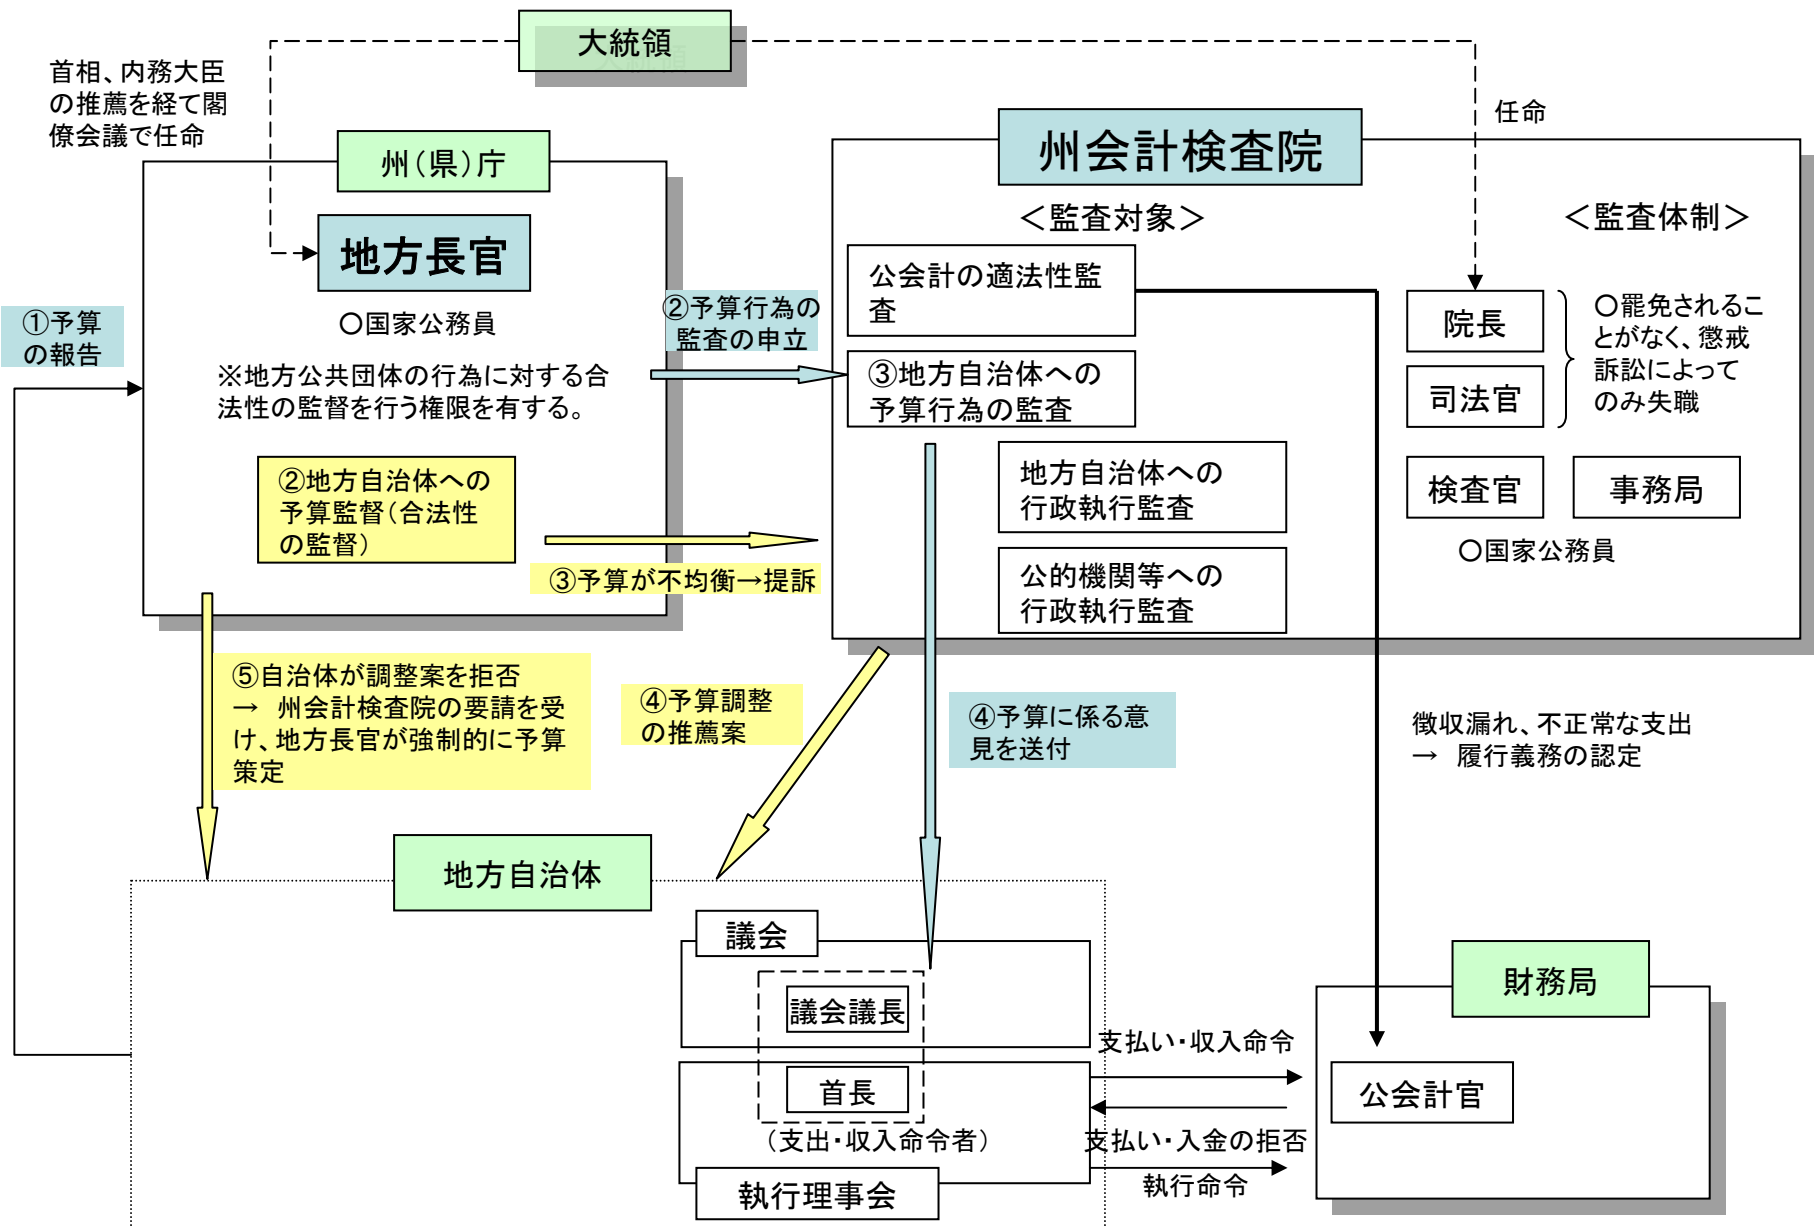 大統領
首相、内務大臣
の推薦を経て閣
僚会議で任命
任命
州（県）庁
地方長官
〇国家公務員
※地方公共団体の行為に対する合
法性の監督を行う権限を有する。
②地方自治体への
予算監督（合法性
の監督）
①予算
の報告
②予算行為の
監査の申立
③予算が不均衡→提訴
州会計検査院
＜監査対象＞
＜監査体制＞
公会計の適法性監
査
③地方自治体への
予算行為の監査
地方自治体への
行政執行監査
公的機関等への
行政執行監査
院長
司法官
〇罷免されるこ
とがなく、懲戒
訴訟によって
のみ失職
検査官
事務局
〇国家公務員
⑤自治体が調整案を拒否
→ 州会計検査院の要請を受
け、地方長官が強制的に予算
策定
④予算調整
の推薦案
④予算に係る意
見を送付
徴収漏れ、不正常な支出
→ 履行義務の認定
地方自治体
議会
議会議長
首長
（支出・収入命令者）
執行理事会
支払い・収入命令
支払い・入金の拒否
執行命令
財務局
公会計官